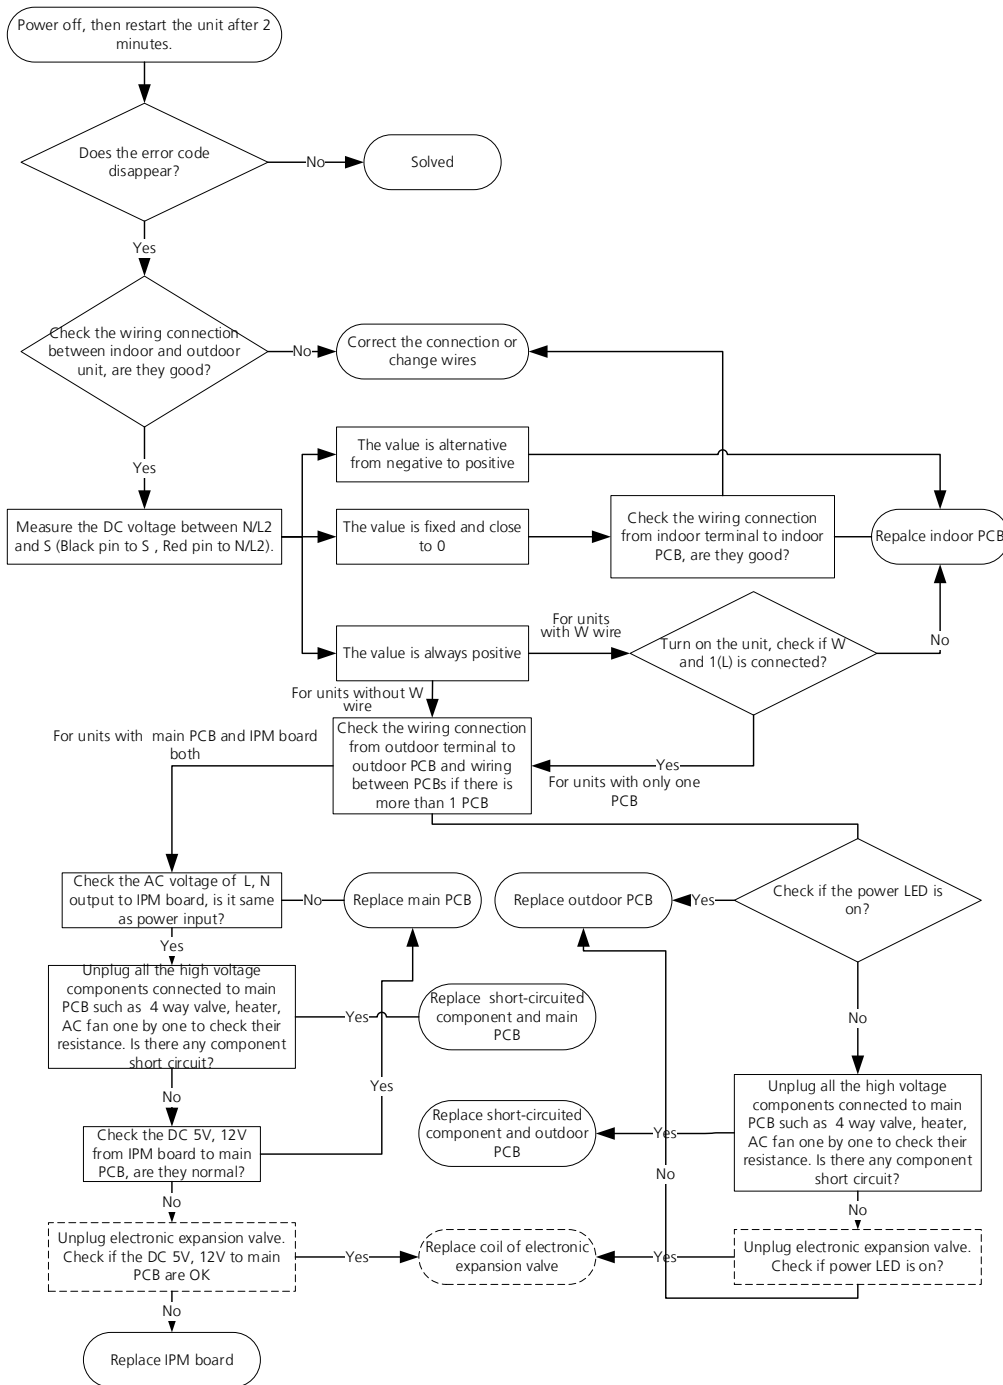 Power off, then restart the unit after 2
minutes.
Does the error code
disappear?
No
Solved
Yes
Check the wiring connection
between indoor and outdoor
unit, are they good?
No
Correct the connection or
change wires
Yes
The value is alternative
from negative to positive
Measure the DC voltage between N/L2
and S (Black pin to S , Red pin to N/L2).
The value is fixed and close
to 0
Check the wiring connection
from indoor terminal to indoor
PCB, are they good?
Repalce indoor PCB
The value is always positive
For units
with W wire
Turn on the unit, check if W
and 1(L) is connected?
No
For units without W
wire
For units with  main PCB and IPM board
both
Check the wiring connection
from outdoor terminal to
outdoor PCB and wiring
between PCBs if there is
more than 1 PCB
Yes
For units with only one
PCB
Check the AC voltage of  L, N
output to IPM board, is it same
as power input?
No
Replace main PCB
Replace outdoor PCB
Yes
Check if the power LED is
on?
Yes
Unplug all the high voltage
components connected to main
PCB such as  4 way valve, heater,
AC fan one by one to check their
resistance. Is there any component
short circuit?
Yes
Replace  short-circuited
component and main
PCB
No
Yes
No
Check the DC 5V, 12V
from IPM board to main
PCB, are they normal?
Replace short-circuited
component and outdoor
PCB
Yes
Unplug all the high voltage
components connected to main
PCB such as  4 way valve, heater,
AC fan one by one to check their
resistance. Is there any component
short circuit?
No
No
No
Unplug electronic expansion valve.
Check if the DC 5V, 12V to main
PCB are OK
Yes
Replace coil of electronic
expansion valve
Yes
Unplug electronic expansion valve.
Check if power LED is on?
No
Replace IPM board